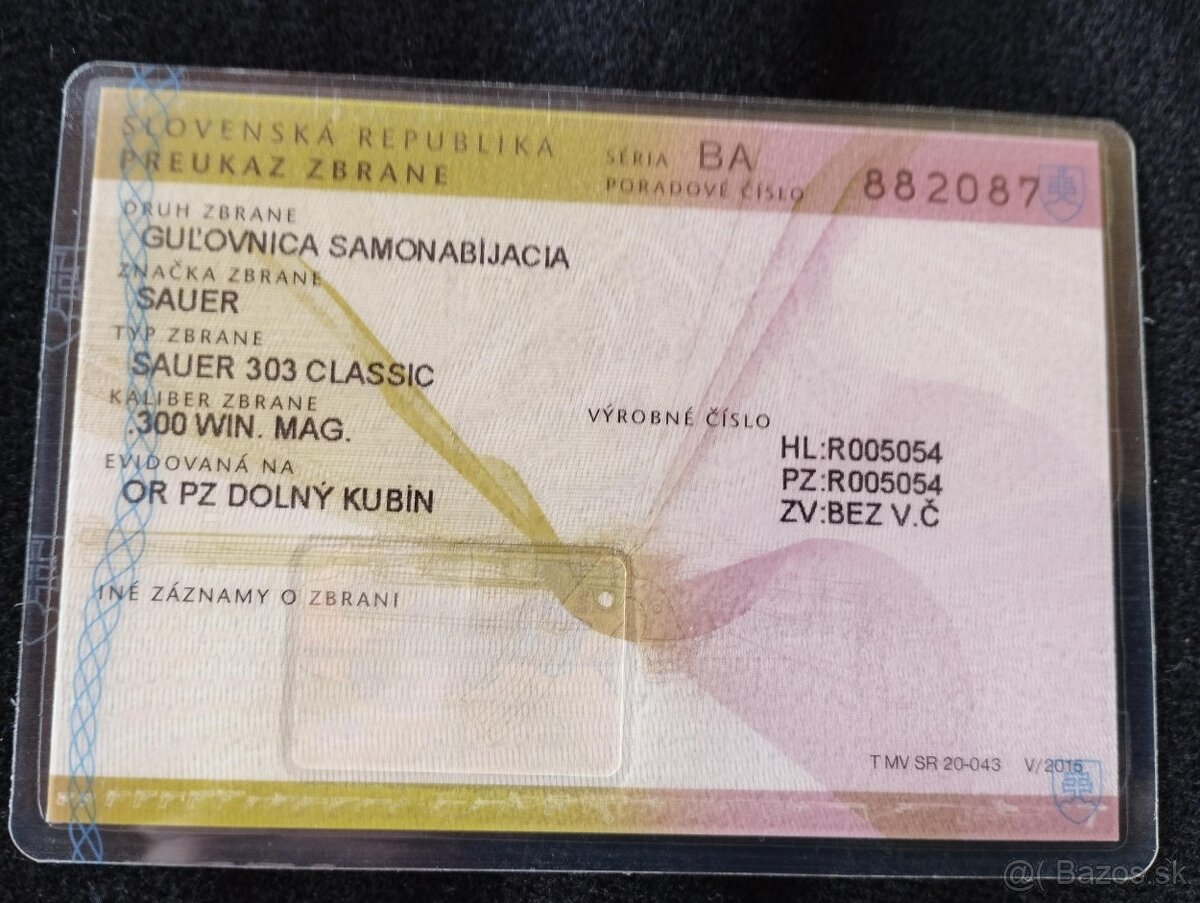 SLOVENSKÁ REPUBLIKA
PREUKAZ ZBRANE
SÉRIA BA
PORADOVÉ ČÍSLO 882087
DRUH ZBRANE
GUĽOVNICA SAMONABÍJACIA
ZNAČKA ZBRANE
SAUER
TYP ZBRANE
SAUER 303 CLASSIC
KALIBER ZBRANE
.300 WIN. MAG.
VÝROBNÉ ČÍSLO
HL:R005054
PZ:R005054
ZV:BEZ V.Č
EVIDOVANÁ NA
OR PZ DOLNÝ KUBÍN
INÉ ZÁZNAMY O ZBRANI
T MV SR 20-043 V/2015
@( Bazos.sk